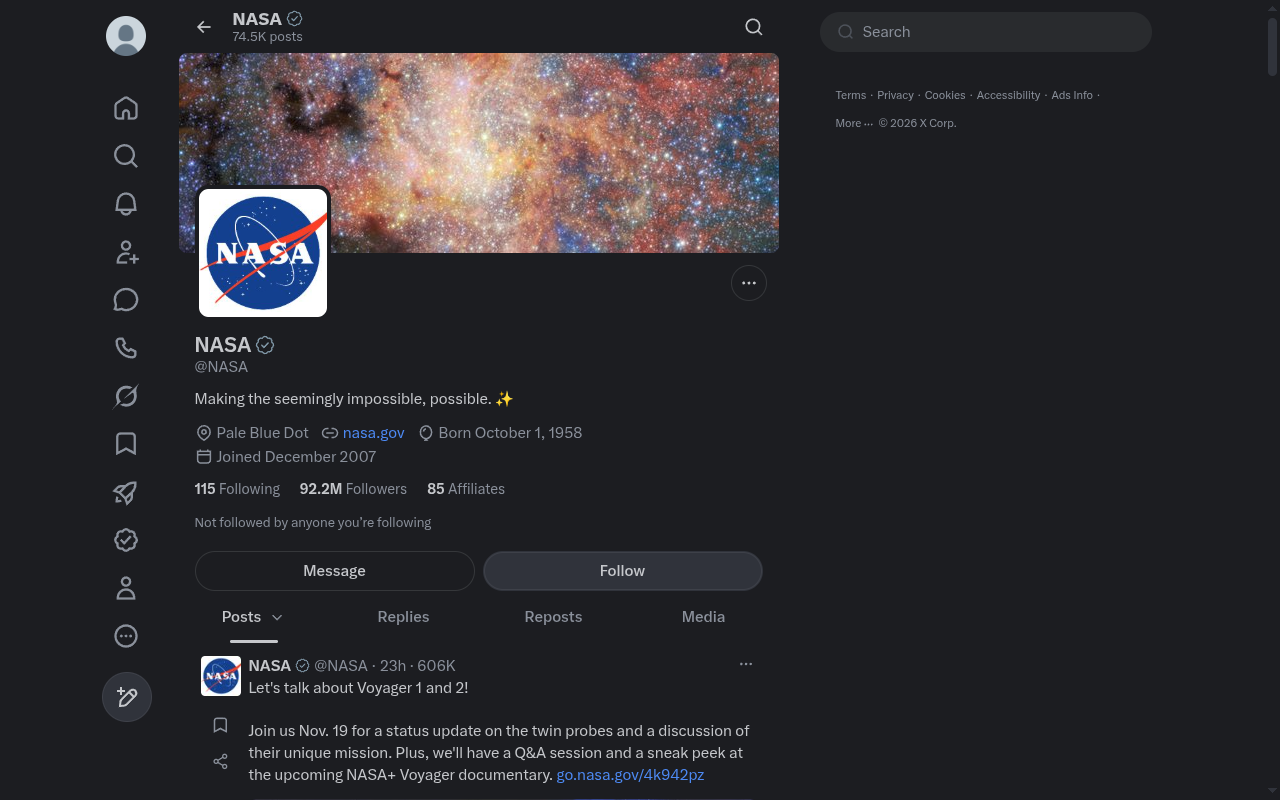 NASA
74.5K posts
Search
Terms · Privacy · Cookies · Accessibility · Ads Info ·
More ··· © 2026 X Corp.
NASA
NASA
@NASA
Making the seemingly impossible, possible. ✨
Pale Blue Dot nasa.gov Born October 1, 1958
Joined December 2007
115 Following 92.2M Followers 85 Affiliates
Not followed by anyone you’re following
Message Follow
Posts Replies Reposts Media
NASA @NASA · 23h · 606K
NASA
Let's talk about Voyager 1 and 2!
Join us Nov. 19 for a status update on the twin probes and a discussion of
their unique mission. Plus, we'll have a Q&A session and a sneak peek at
the upcoming NASA+ Voyager documentary. go.nasa.gov/4k942pz